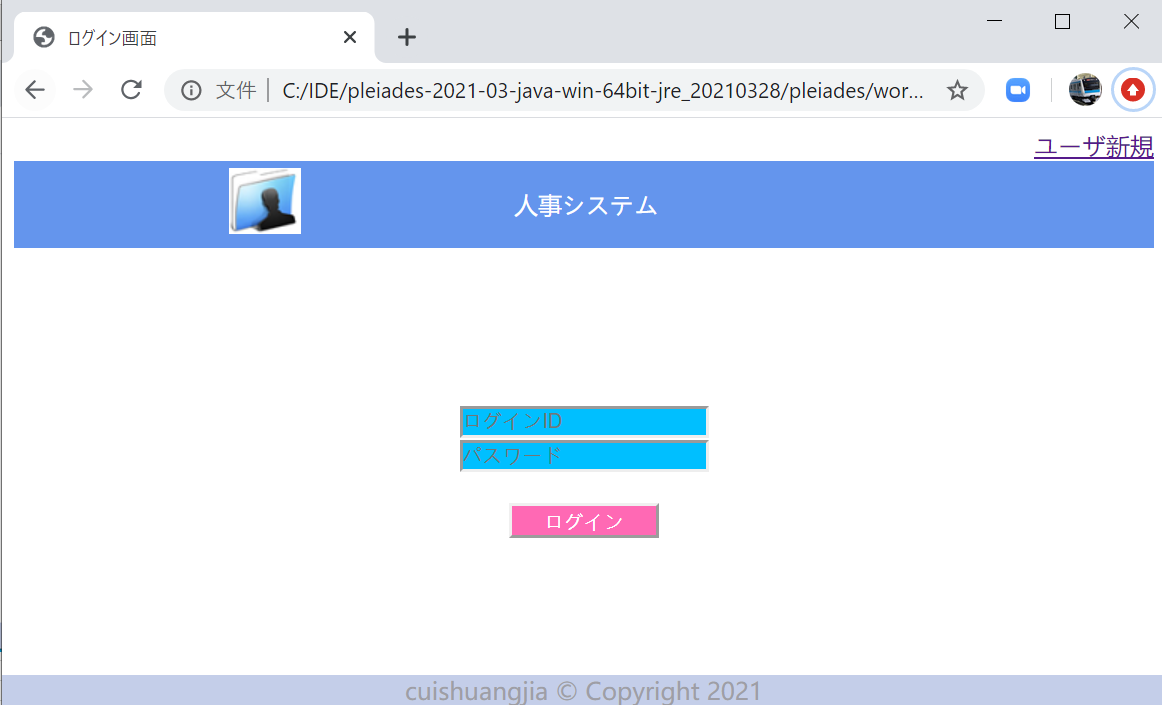 ログイン画面
文件 C:/IDE/pleiades-2021-03-java-win-64bit-jre_20210328/pleiades/wor...
ユーザ新規
人事システム
ログインID
パスワード
ログイン
cuishuangjia © Copyright 2021